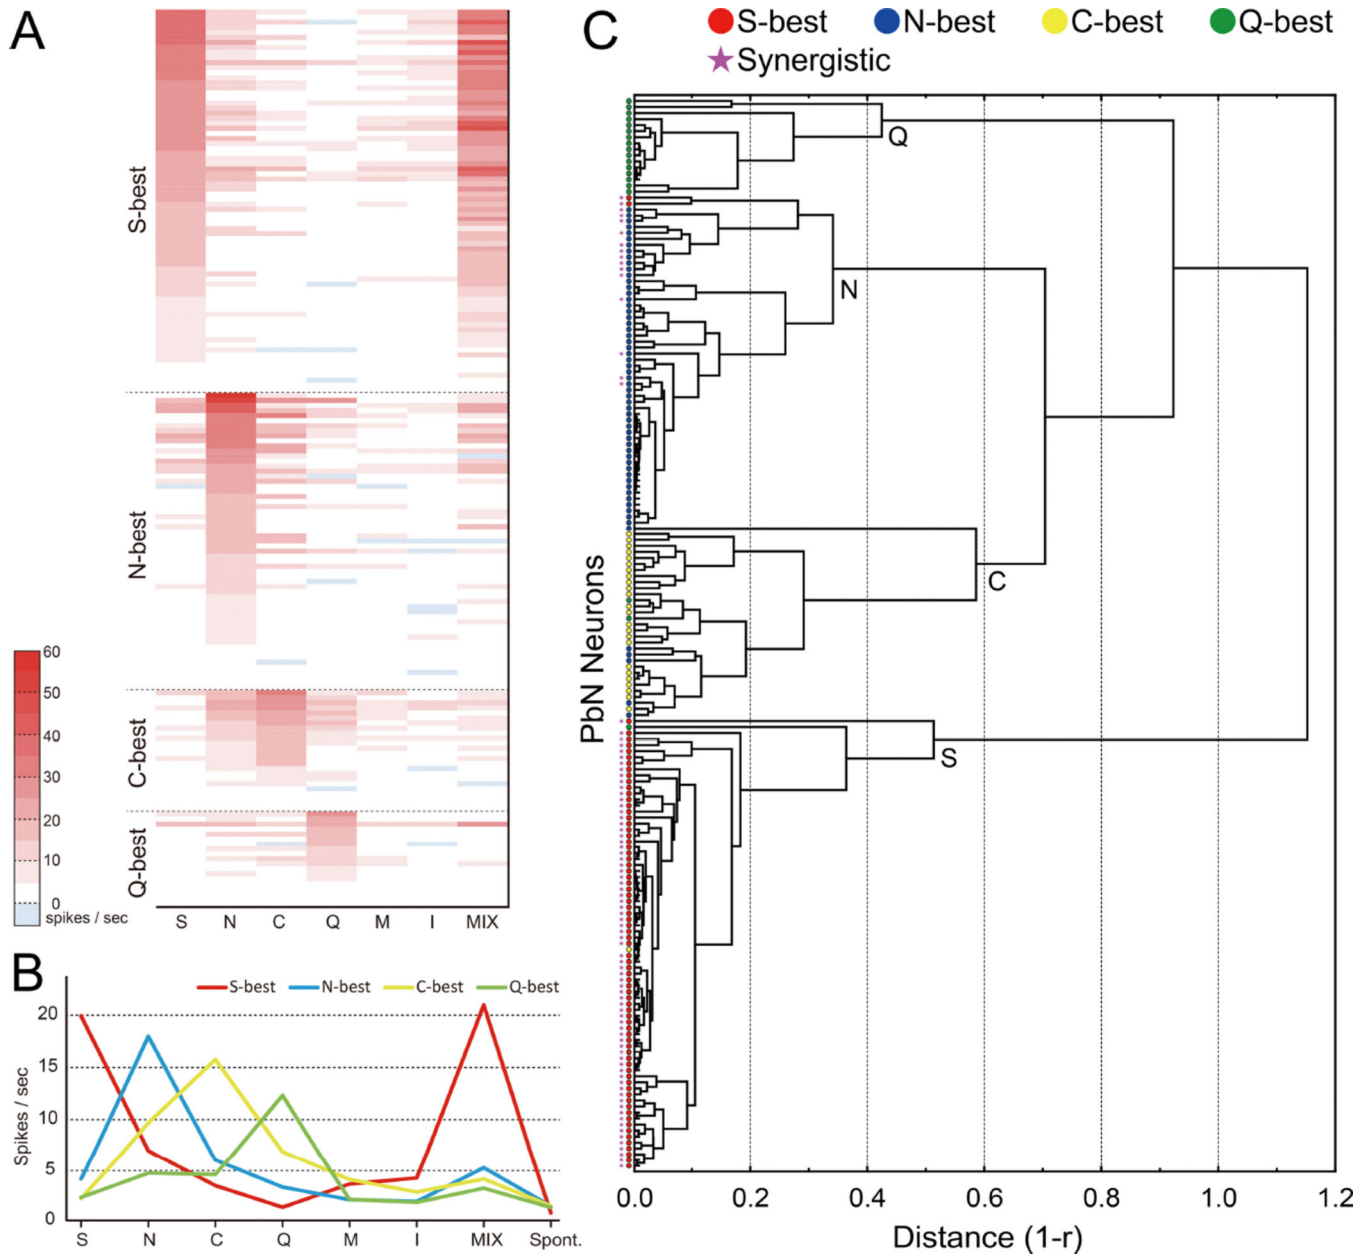 A
S-best
N-best
C-best
Q-best
60
50
40
30
20
10
0
spikes / sec
S N C Q M I MIX
B
S-best N-best C-best Q-best
Spikes / sec
20
15
10
5
0
S N C Q M I MIX Spont.
C
S-best N-best C-best Q-best
Synergistic
PbN Neurons
Q
N
C
S
0.0 0.2 0.4 0.6 0.8 1.0 1.2
Distance (1-r)